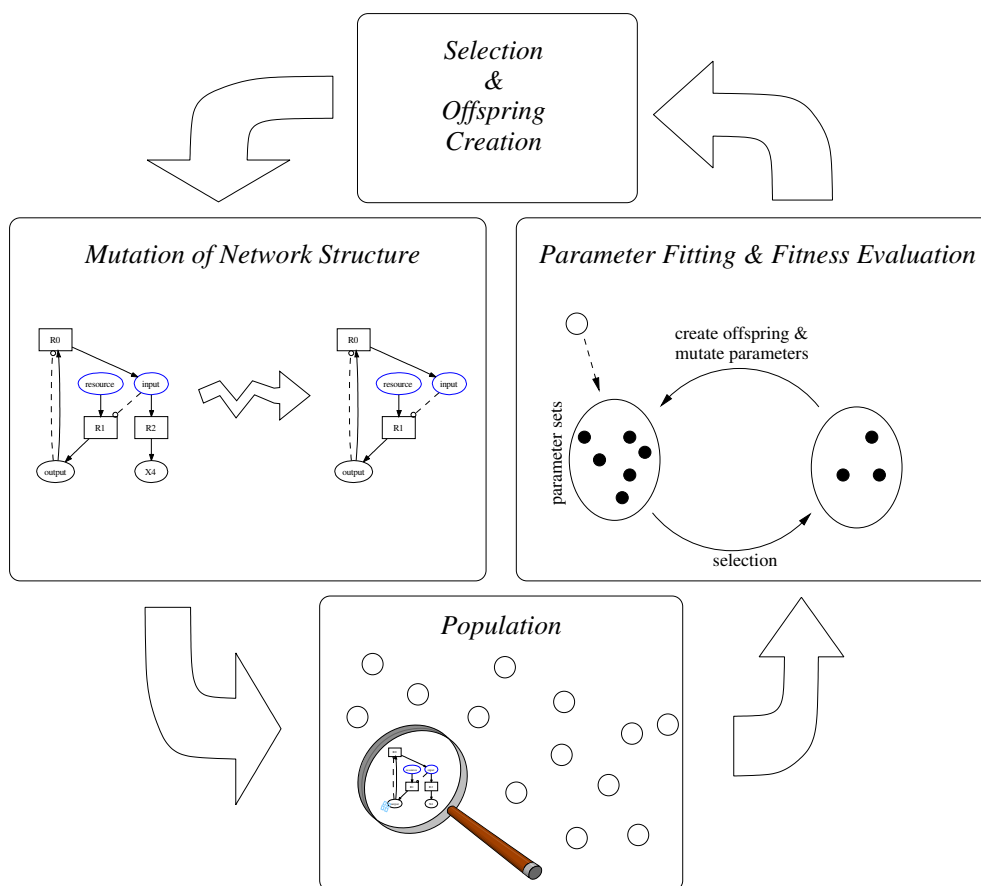 Selection
&
Offspring
Creation
Mutation of Network Structure
R0
resource
input
R1
R2
output
X4
R0
resource
input
R1
output
Parameter Fitting & Fitness Evaluation
create offspring &
mutate parameters
parameter sets
selection
Population